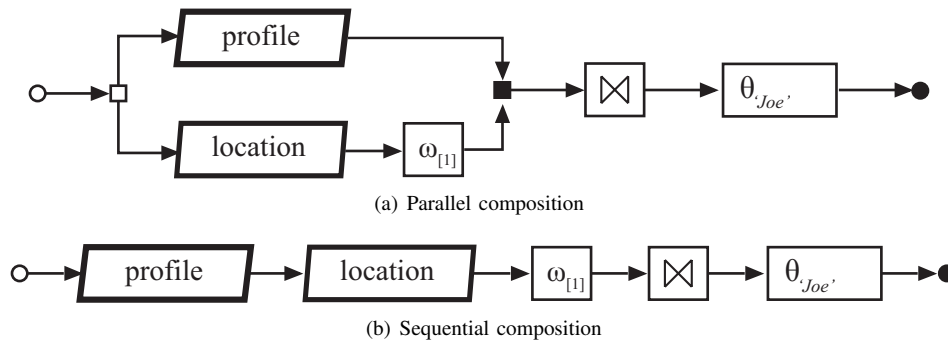 profile
location
ω[1]
⋈
θ‘Joe’
(a) Parallel composition
profile
location
ω[1]
⋈
θ‘Joe’
(b) Sequential composition